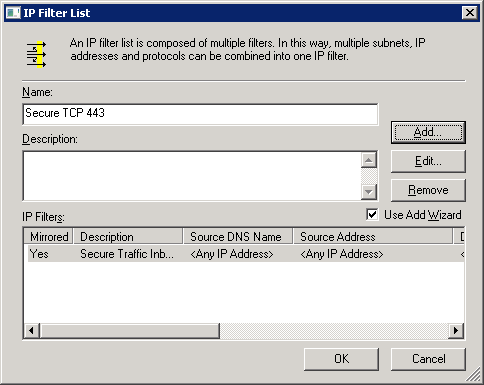 IP Filter List
An IP filter list is composed of multiple filters. In this way, multiple subnets, IP
addresses and protocols can be combined into one IP filter.
Name:
Secure TCP 443
Add...
Description:
Edit...
Remove
IP Filters:
Use Add Wizard
Mirrored Description Source DNS Name Source Address D
Yes Secure Traffic Inb... <Any IP Address> <Any IP Address> <
OK Cancel